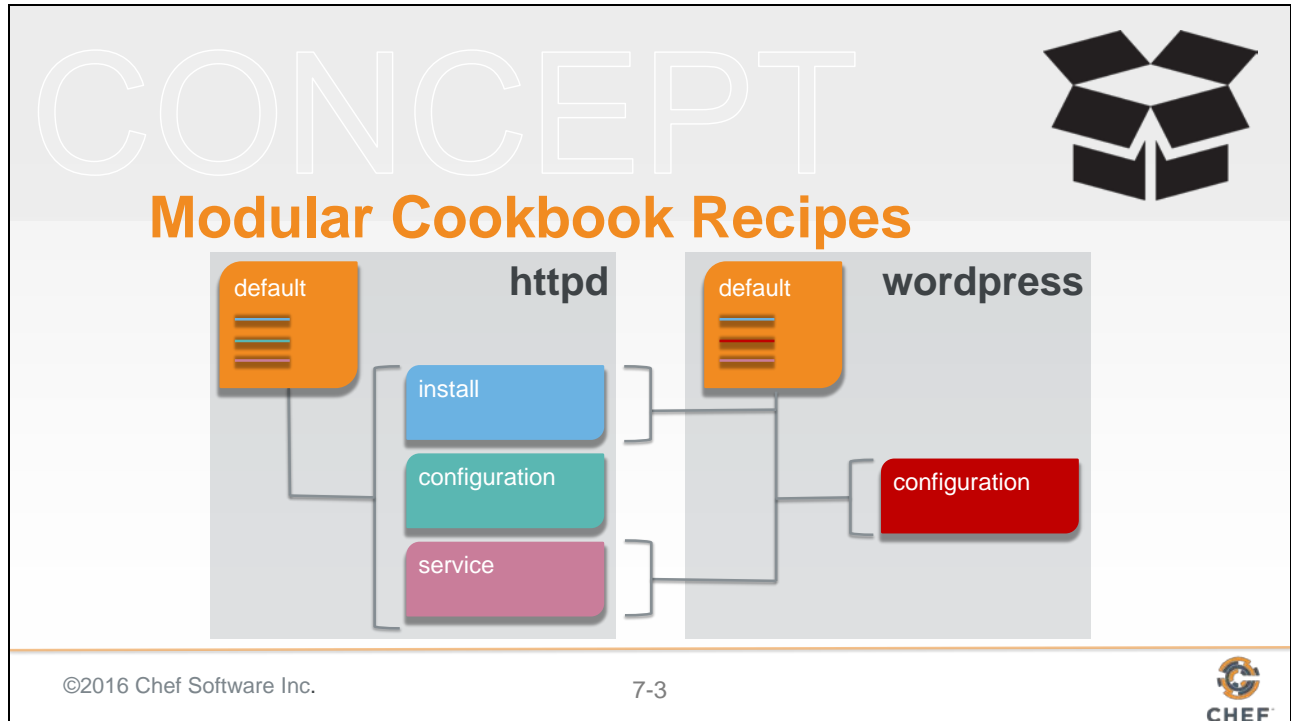 CONCEPT
Modular Cookbook Recipes
httpd
default
install
configuration
service
wordpress
default
configuration
©2016 Chef Software Inc.
7-3
CHEF